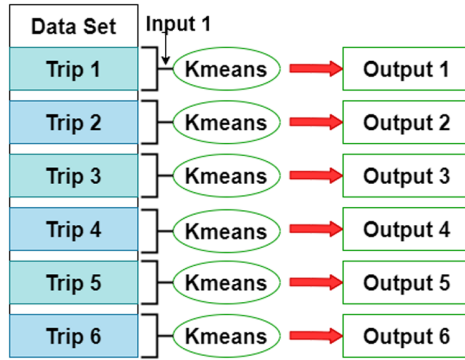 Data Set Input 1
Trip 1 Kmeans Output 1
Trip 2 Kmeans Output 2
Trip 3 Kmeans Output 3
Trip 4 Kmeans Output 4
Trip 5 Kmeans Output 5
Trip 6 Kmeans Output 6